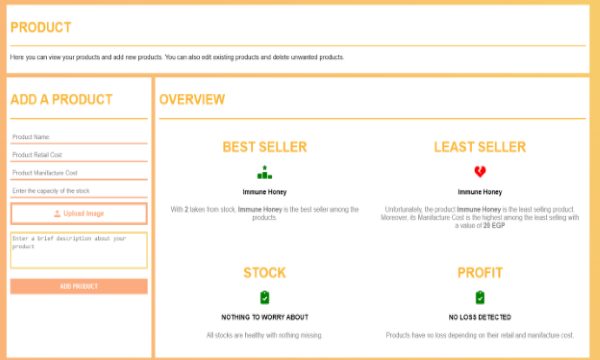 PRODUCT
Here you can view your products and add new products. You can also edit existing products and delete unwanted products.
ADD A PRODUCT
Product Name
Product Retail Cost
Product Manifacture Cost
Enter the capacity of the stock
Upload Image
Enter a brief description about your
product
ADD PRODUCT
OVERVIEW
BEST SELLER
Immune Honey
With 2 taken from stock, Immune Honey is the best seller among the
products.
LEAST SELLER
Immune Honey
Unfortunately, the product Immune Honey is the least selling product.
Moreover, its Manifacture Cost is the highest among the least selling with
a value of 20 EGP
STOCK
NOTHING TO WORRY ABOUT
All stocks are healthy with nothing missing.
PROFIT
NO LOSS DETECTED
Products have no loss depending on their retail and manifacture cost.